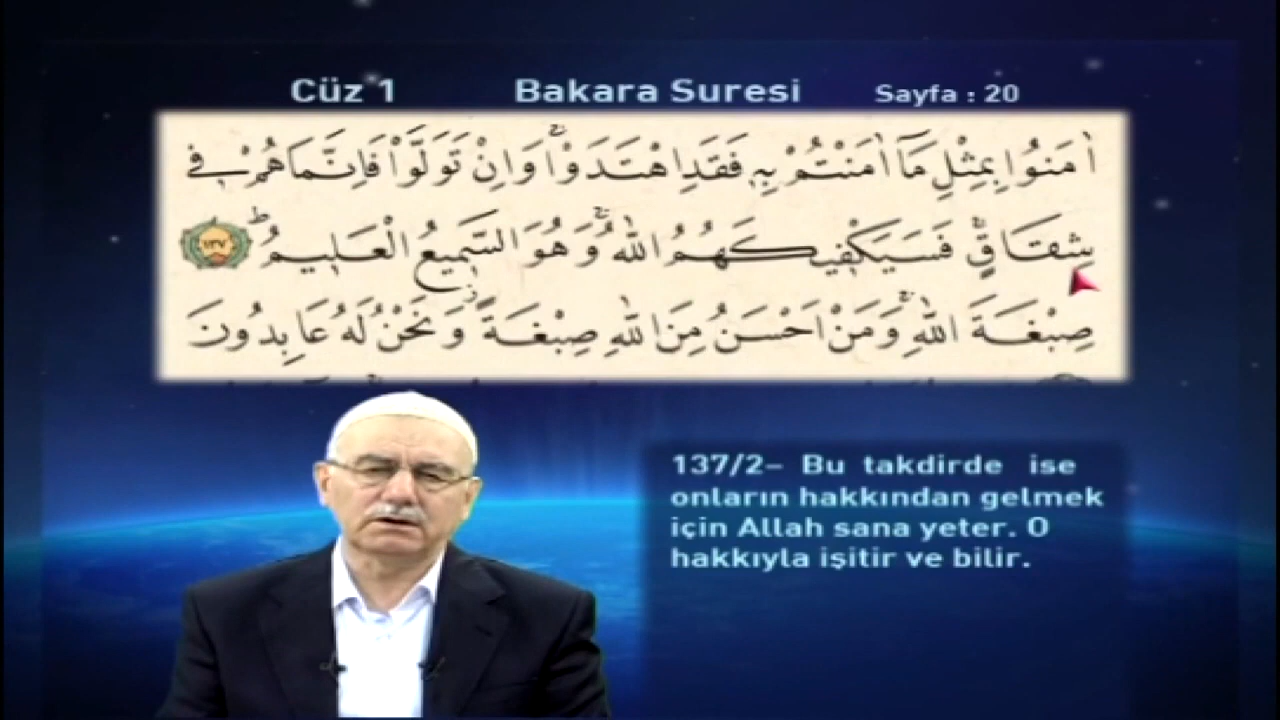 Cüz 1 Bakara Suresi Sayfa : 20
اٰمَنُوا بِمِثْلِ مَٓا اٰمَنْتُمْ بِهٖ فَقَدِ اهْتَدَوْاۚ وَاِنْ تَوَلَّوْا فَاِنَّمَا هُمْ فٖي
شِقَاقٍۚ فَسَيَكْفٖيكَهُمُ اللّٰهُۚ وَهُوَ السَّمٖيعُ الْعَلٖيمُؕ ١٣٧
صِبْغَةَ اللّٰهِۚ وَمَنْ اَحْسَنُ مِنَ اللّٰهِ صِبْغَةًؗ وَنَحْنُ لَهُ عَابِدُونَ
137/2– Bu takdirde ise
onların hakkından gelmek
için Allah sana yeter. O
hakkıyla işitir ve bilir.